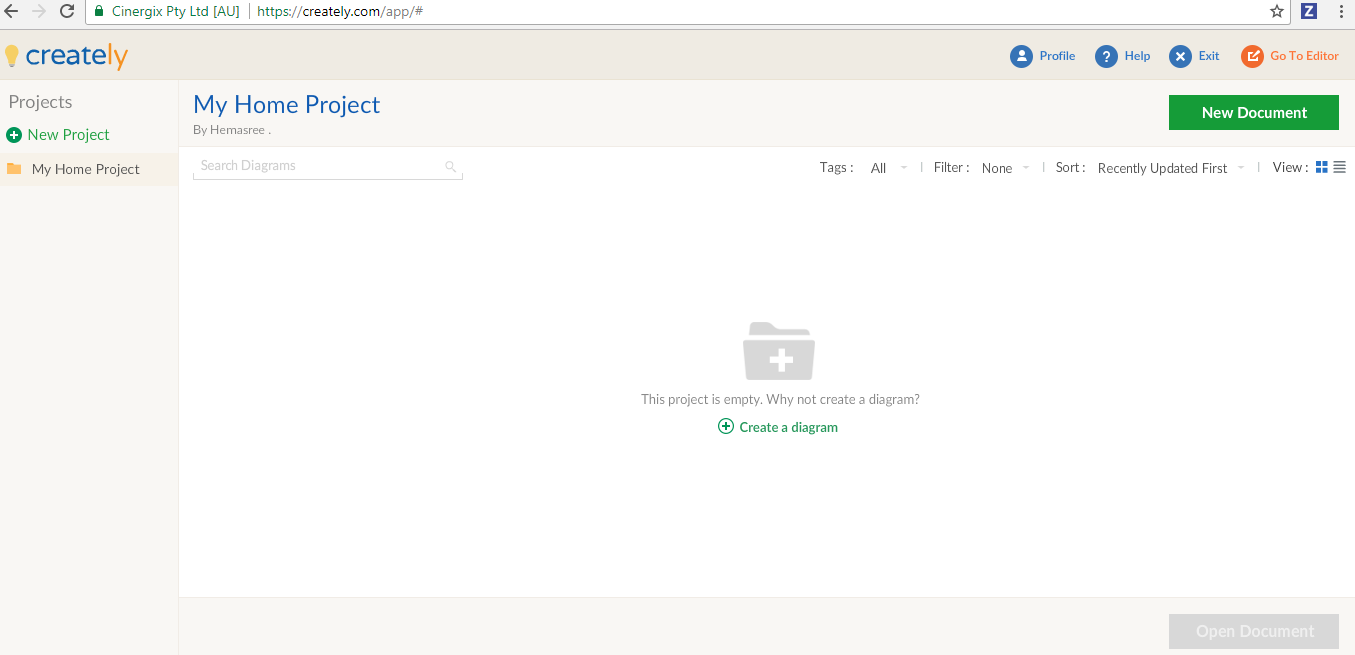 Cinergix Pty Ltd [AU] https://creately.com/app/#
Z
creately
Profile
? Help
Exit
Go To Editor
Projects
New Project
My Home Project
My Home Project
By Hemasree .
New Document
Search Diagrams
Tags : All | Filter : None | Sort : Recently Updated First | View :
This project is empty. Why not create a diagram?
Create a diagram
Open Document